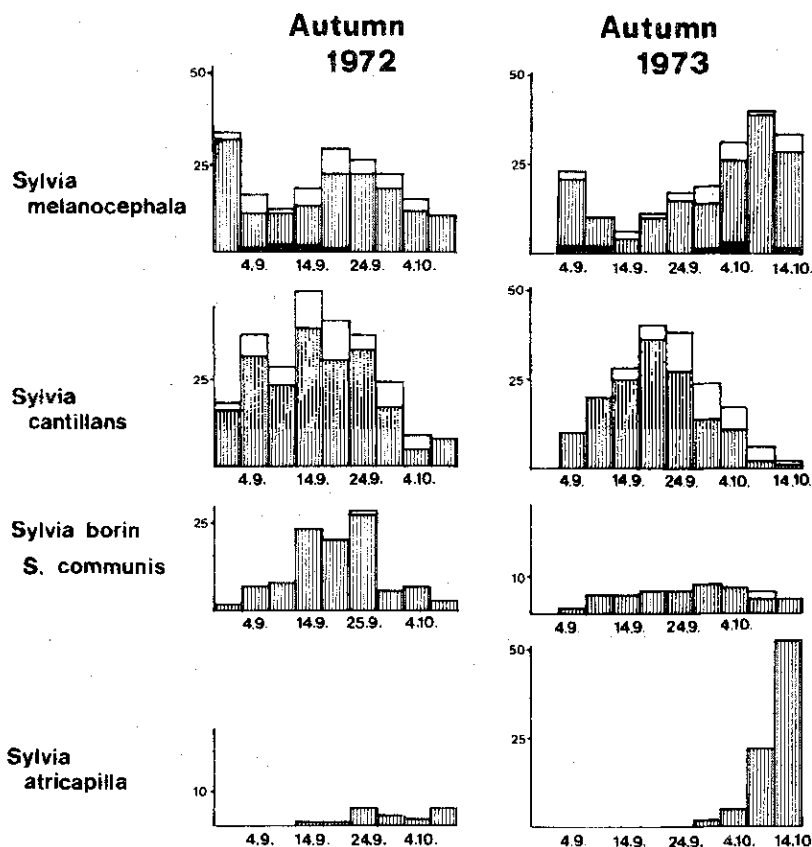 Autumn
1972
Autumn
1973
Sylvia
melanocephala
50
25
4.9. 14.9. 24.9. 4.10.
50
25
4.9. 14.9. 24.9. 4.10. 14.10.
Sylvia
cantillans
25
4.9. 14.9. 24.9. 4.10.
50
25
4.9. 14.9. 24.9. 4.10. 14.10.
Sylvia borin
S. communis
25
4.9. 14.9. 25.9. 4.10.
10
4.9. 14.9. 24.9. 4.10.
Sylvia
atricapilla
10
4.9. 14.9. 24.9. 4.10.
50
25
4.9. 14.9. 24.9. 4.10. 14.10